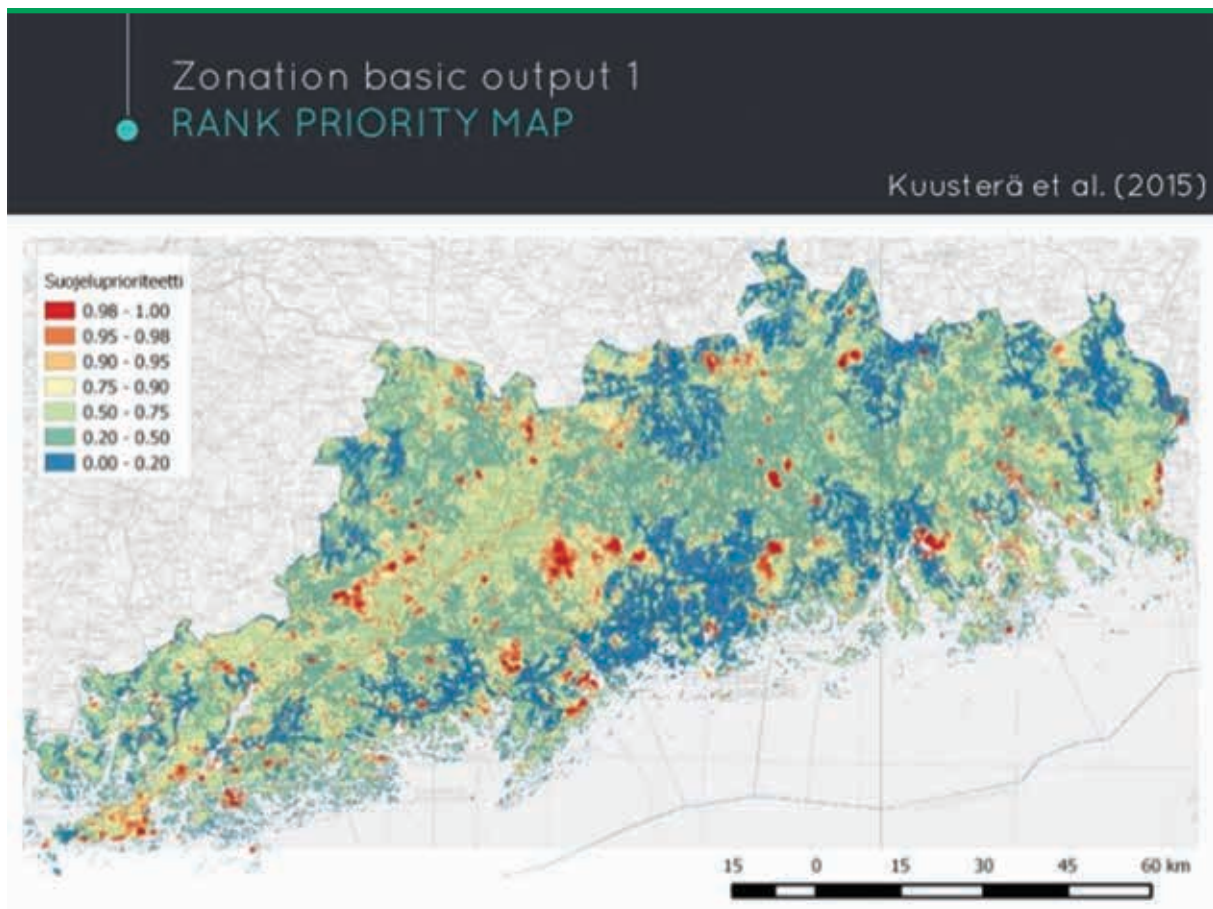 Zonation basic output 1
RANK PRIORITY MAP
Kuusterä et al. (2015)
Suojeluprioriteetti
0.98 - 1.00
0.95 - 0.98
0.90 - 0.95
0.75 - 0.90
0.50 - 0.75
0.20 - 0.50
0.00 - 0.20
15 0 15 30 45 60 km